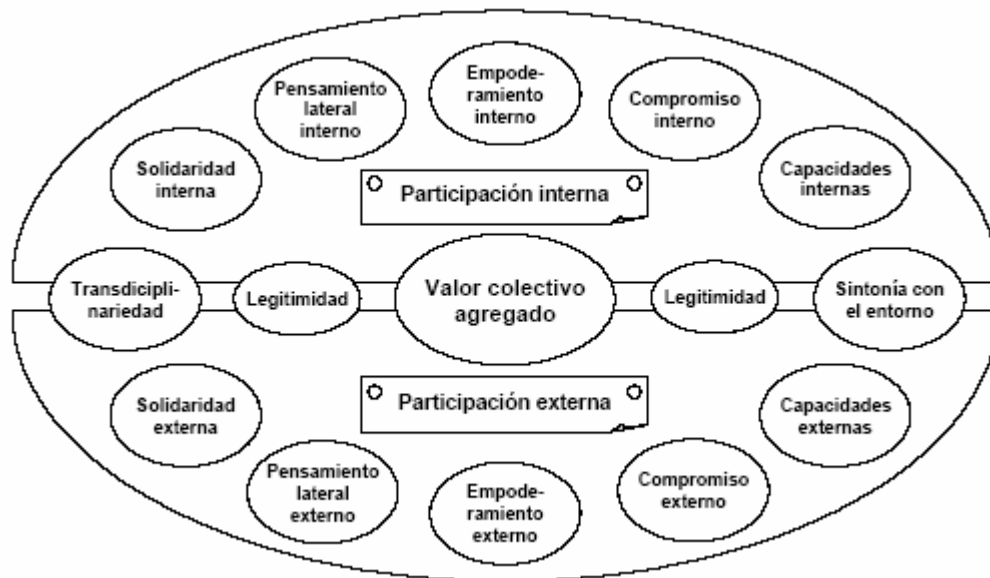 Empode-
ramiento
interno
Pensamiento
lateral
interno
Compromiso
interno
Solidaridad
interna
Capacidades
internas
Participación interna
Transdicipli-
nariedad
Legitimidad
Valor colectivo
agregado
Legitimidad
Sintonía con
el entorno
Participación externa
Solidaridad
externa
Capacidades
externas
Pensamiento
lateral
externo
Empode-
ramiento
externo
Compromiso
externo